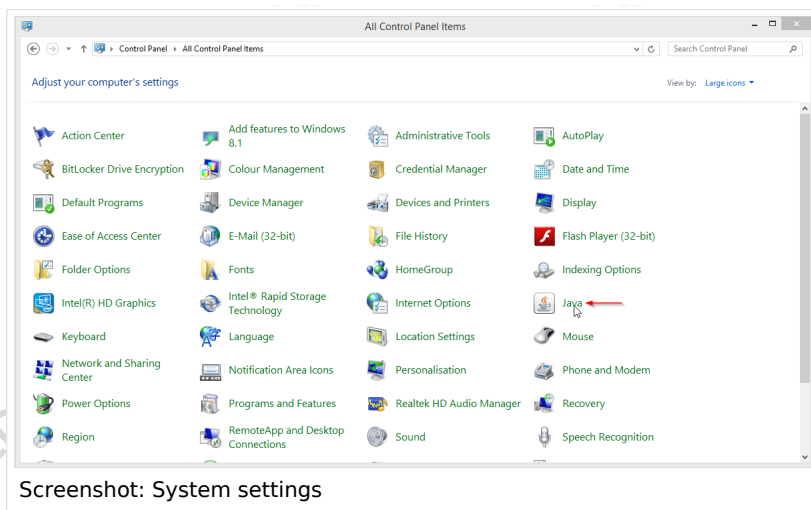 All Control Panel Items
Control Panel All Control Panel Items Search Control Panel
Adjust your computer's settings View by: Large icons
Action Center Add features to Windows 8.1 Administrative Tools AutoPlay
BitLocker Drive Encryption Colour Management Credential Manager Date and Time
Default Programs Device Manager Devices and Printers Display
Ease of Access Center E-Mail (32-bit) File History Flash Player (32-bit)
Folder Options Fonts HomeGroup Indexing Options
Intel(R) HD Graphics Intel® Rapid Storage Technology Internet Options Java
Keyboard Language Location Settings Mouse
Network and Sharing Center Notification Area Icons Personalisation Phone and Modem
Power Options Programs and Features Realtek HD Audio Manager Recovery
Region RemoteApp and Desktop Connections Sound Speech Recognition
Screenshot: System settings